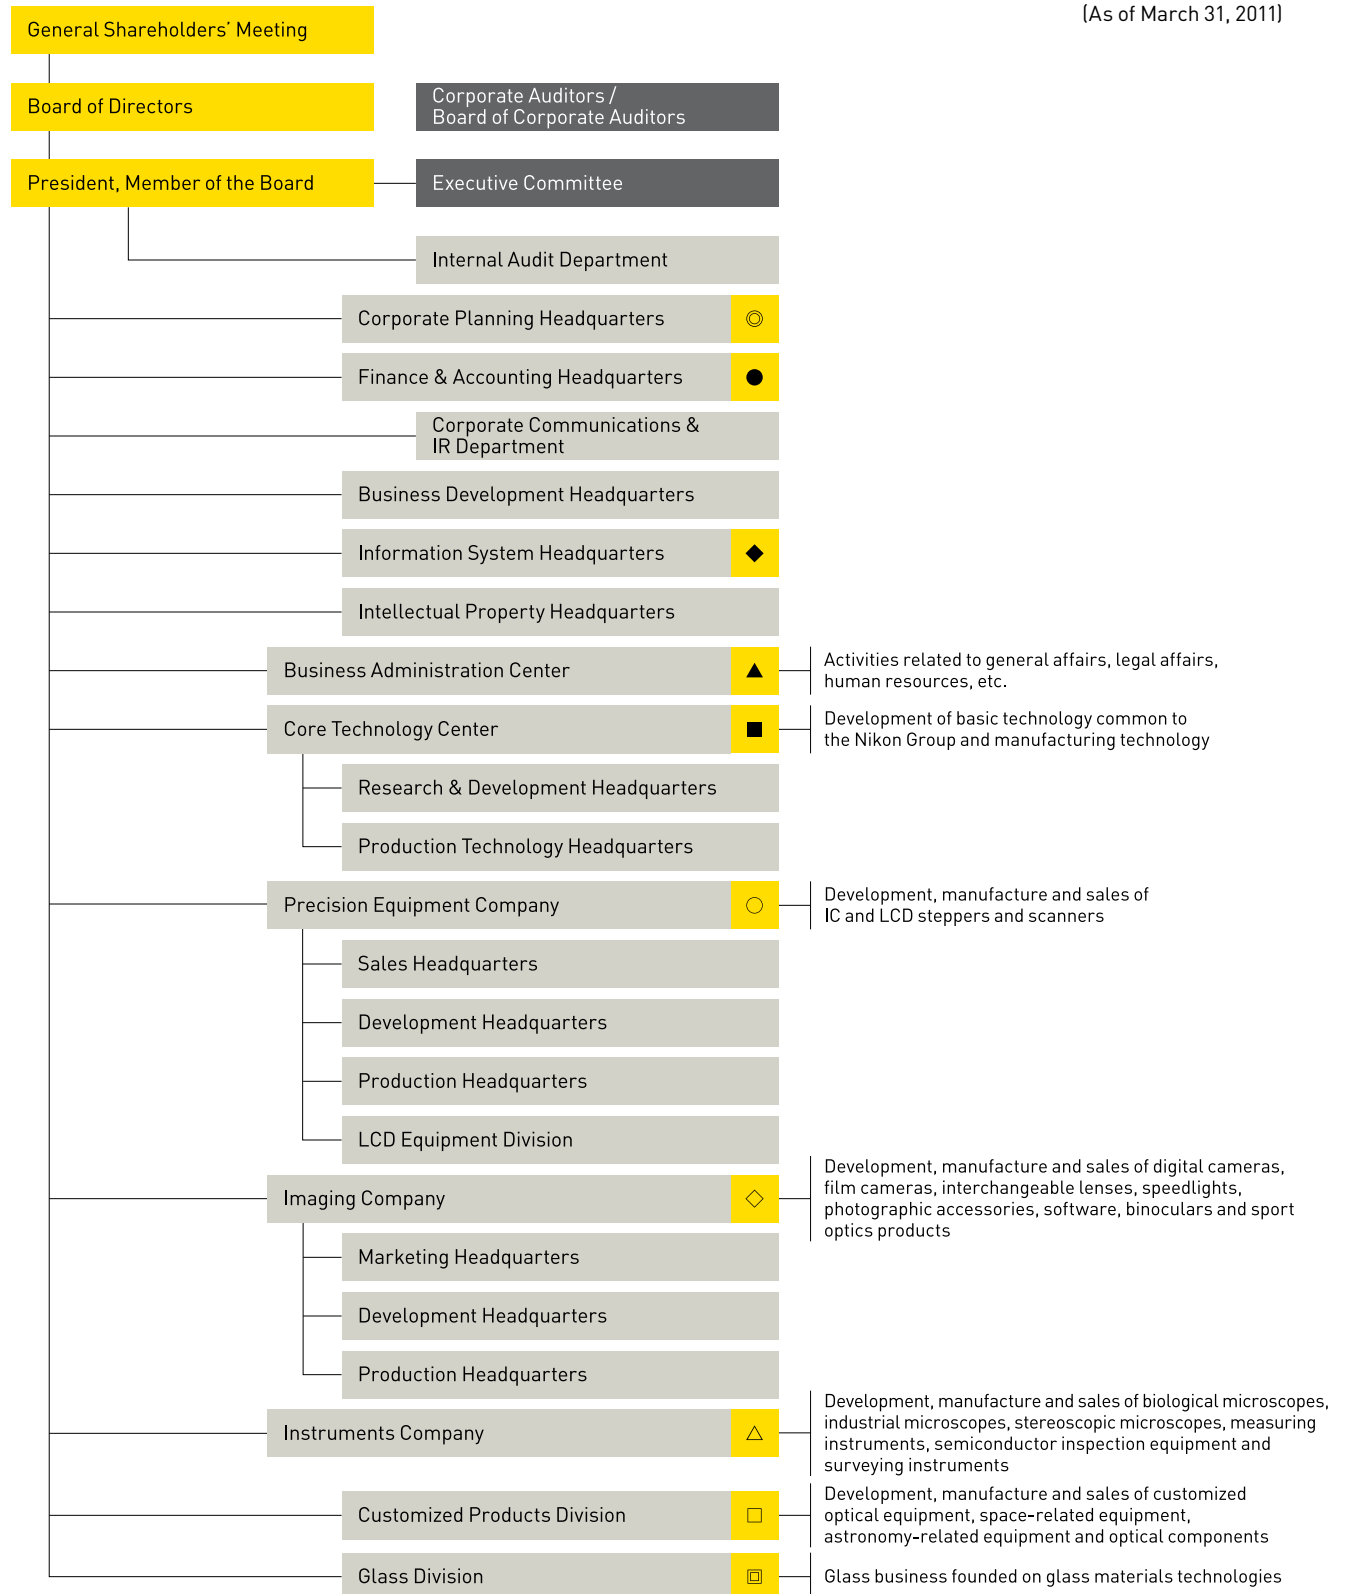 (As of March 31, 2011)
General Shareholders’ Meeting
Board of Directors
Corporate Auditors /
Board of Corporate Auditors
President, Member of the Board
Executive Committee
Internal Audit Department
Corporate Planning Headquarters
Finance & Accounting Headquarters
Corporate Communications &
IR Department
Business Development Headquarters
Information System Headquarters
Intellectual Property Headquarters
Business Administration Center
Activities related to general affairs, legal affairs,
human resources, etc.
Core Technology Center
Development of basic technology common to
the Nikon Group and manufacturing technology
Research & Development Headquarters
Production Technology Headquarters
Precision Equipment Company
Development, manufacture and sales of
IC and LCD steppers and scanners
Sales Headquarters
Development Headquarters
Production Headquarters
LCD Equipment Division
Imaging Company
Development, manufacture and sales of digital cameras,
film cameras, interchangeable lenses, speedlights,
photographic accessories, software, binoculars and sport
optics products
Marketing Headquarters
Development Headquarters
Production Headquarters
Instruments Company
Development, manufacture and sales of biological microscopes,
industrial microscopes, stereoscopic microscopes, measuring
instruments, semiconductor inspection equipment and
surveying instruments
Customized Products Division
Development, manufacture and sales of customized
optical equipment, space-related equipment,
astronomy-related equipment and optical components
Glass Division
Glass business founded on glass materials technologies